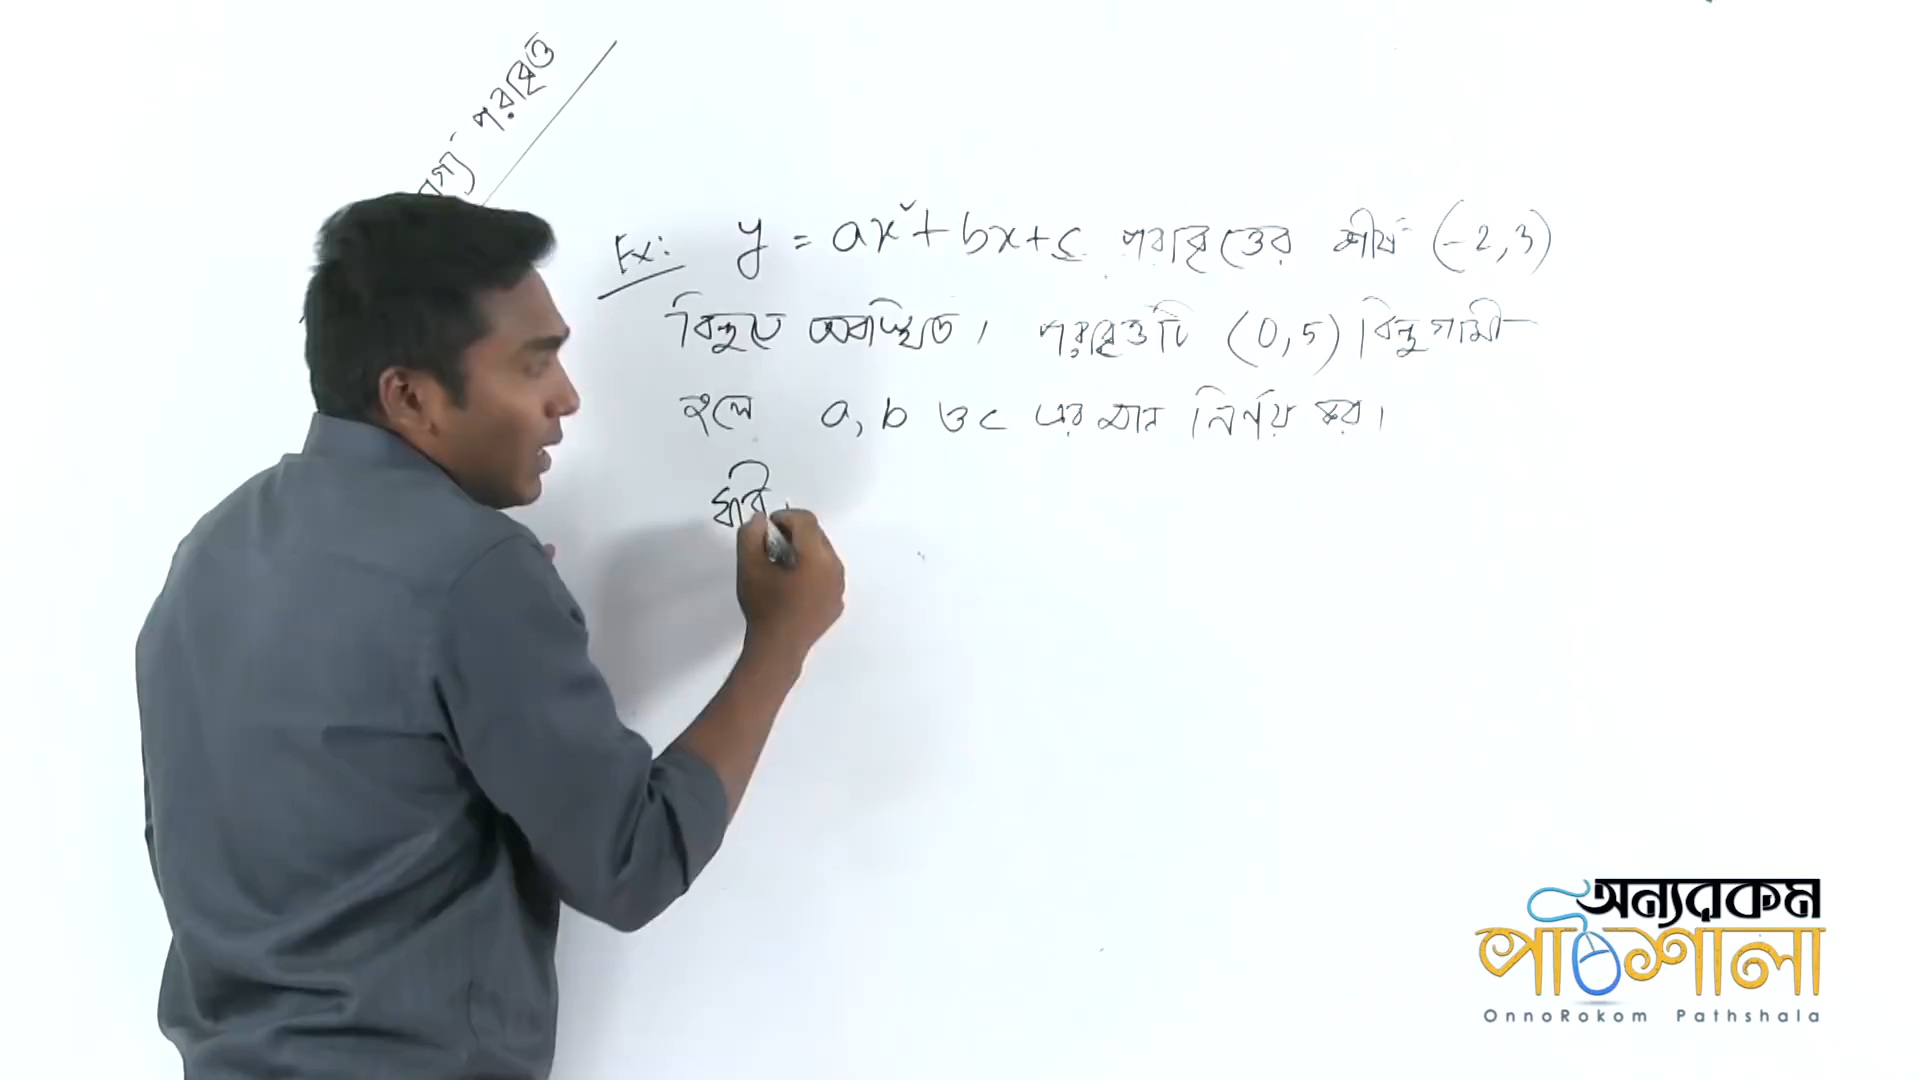 পরাবৃত্ত
Ex: y = ax² + bx + c পরাবৃত্তের শীর্ষ (-2, 3)
বিন্দুতে অবস্থিত। পরাবৃত্তটি (0, 5) বিন্দুগামী
হলে a, b ও c এর মান নির্ণয় কর।
ধরি,
অন্যরকম
পাঠশালা
OnnoRokom Pathshala